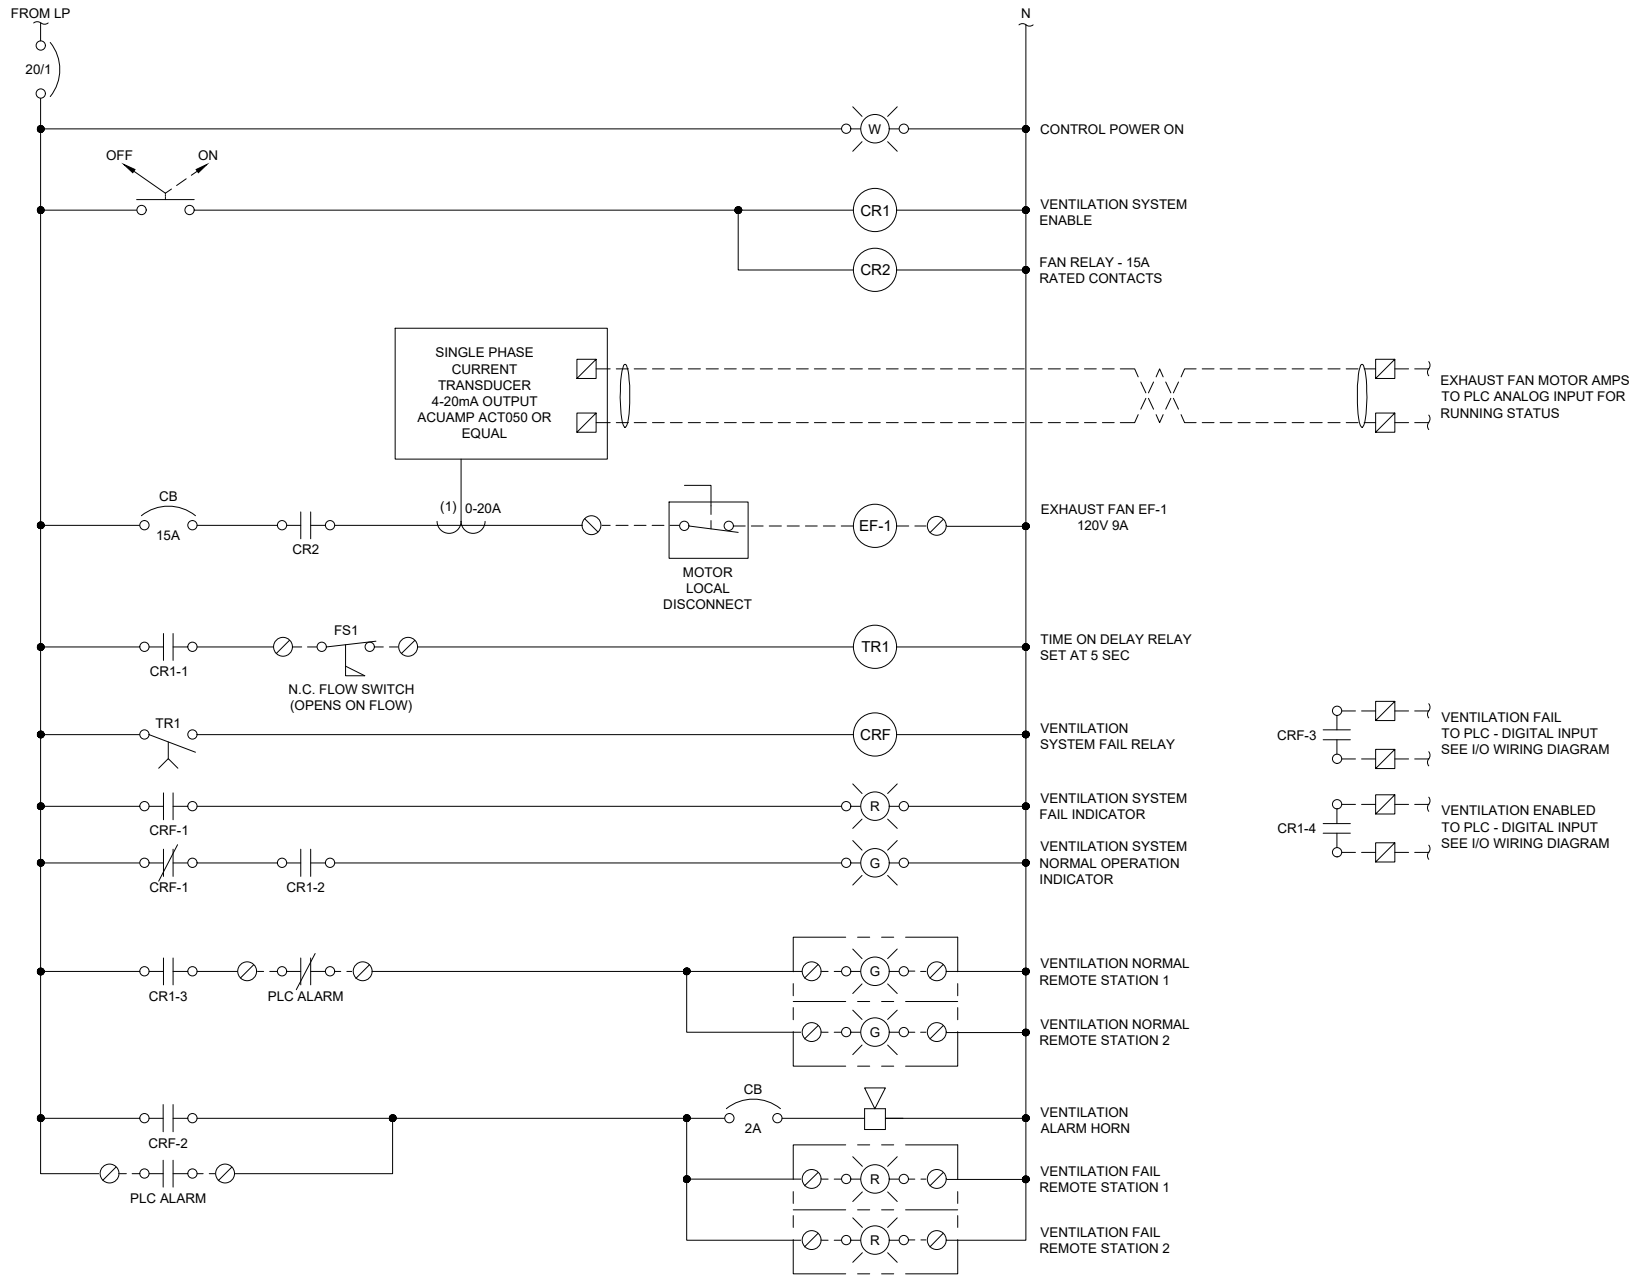 FROM LP
N
20/1
W
CONTROL POWER ON
OFF
ON
CR1
VENTILATION SYSTEM
ENABLE
CR2
FAN RELAY - 15A
RATED CONTACTS
SINGLE PHASE
CURRENT
TRANSDUCER
4-20mA OUTPUT
ACUAMP ACT050 OR
EQUAL
EXHAUST FAN MOTOR AMPS
TO PLC ANALOG INPUT FOR
RUNNING STATUS
CB
15A
CR2
(1)
0-20A
MOTOR
LOCAL
DISCONNECT
EF-1
EXHAUST FAN EF-1
120V 9A
CR1-1
FS1
N.C. FLOW SWITCH
(OPENS ON FLOW)
TR1
TIME ON DELAY RELAY
SET AT 5 SEC
TR1
CRF
VENTILATION
SYSTEM FAIL RELAY
CRF-3
VENTILATION FAIL
TO PLC - DIGITAL INPUT
SEE I/O WIRING DIAGRAM
CRF-1
R
VENTILATION SYSTEM
FAIL INDICATOR
CR1-4
VENTILATION ENABLED
TO PLC - DIGITAL INPUT
SEE I/O WIRING DIAGRAM
CRF-1
CR1-2
G
VENTILATION SYSTEM
NORMAL OPERATION
INDICATOR
CR1-3
PLC ALARM
G
VENTILATION NORMAL
REMOTE STATION 1
G
VENTILATION NORMAL
REMOTE STATION 2
CRF-2
CB
2A
VENTILATION
ALARM HORN
PLC ALARM
R
VENTILATION FAIL
REMOTE STATION 1
R
VENTILATION FAIL
REMOTE STATION 2